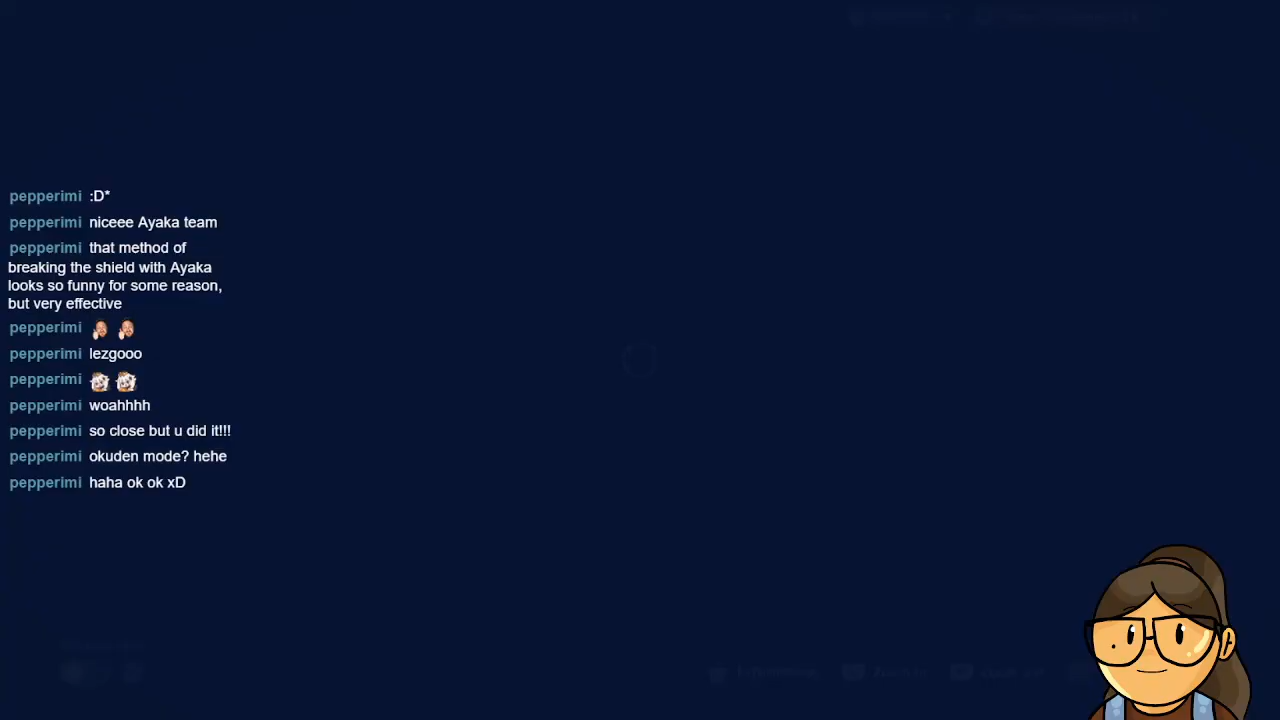 pepperimi :D*
pepperimi niceee Ayaka team
pepperimi that method of
breaking the shield with Ayaka
looks so funny for some reason,
but very effective
pepperimi
pepperimi lezgooo
pepperimi
pepperimi woahhhh
pepperimi so close but u did it!!!
pepperimi okuden mode? hehe
pepperimi haha ok ok xD